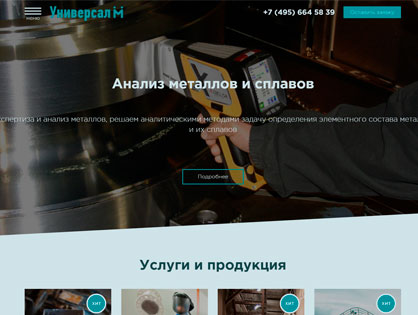 МЕНЮ
Универсал М
+7 (495) 664 58 39
Оставить заявку
Анализ металлов и сплавов
спертиза и анализ металлов, решаем аналитическими методами задачу-определения элементного состава мета
и их сплавов
Подробнее
Услуги и продукция
ХИТ
ХИТ
ХИТ